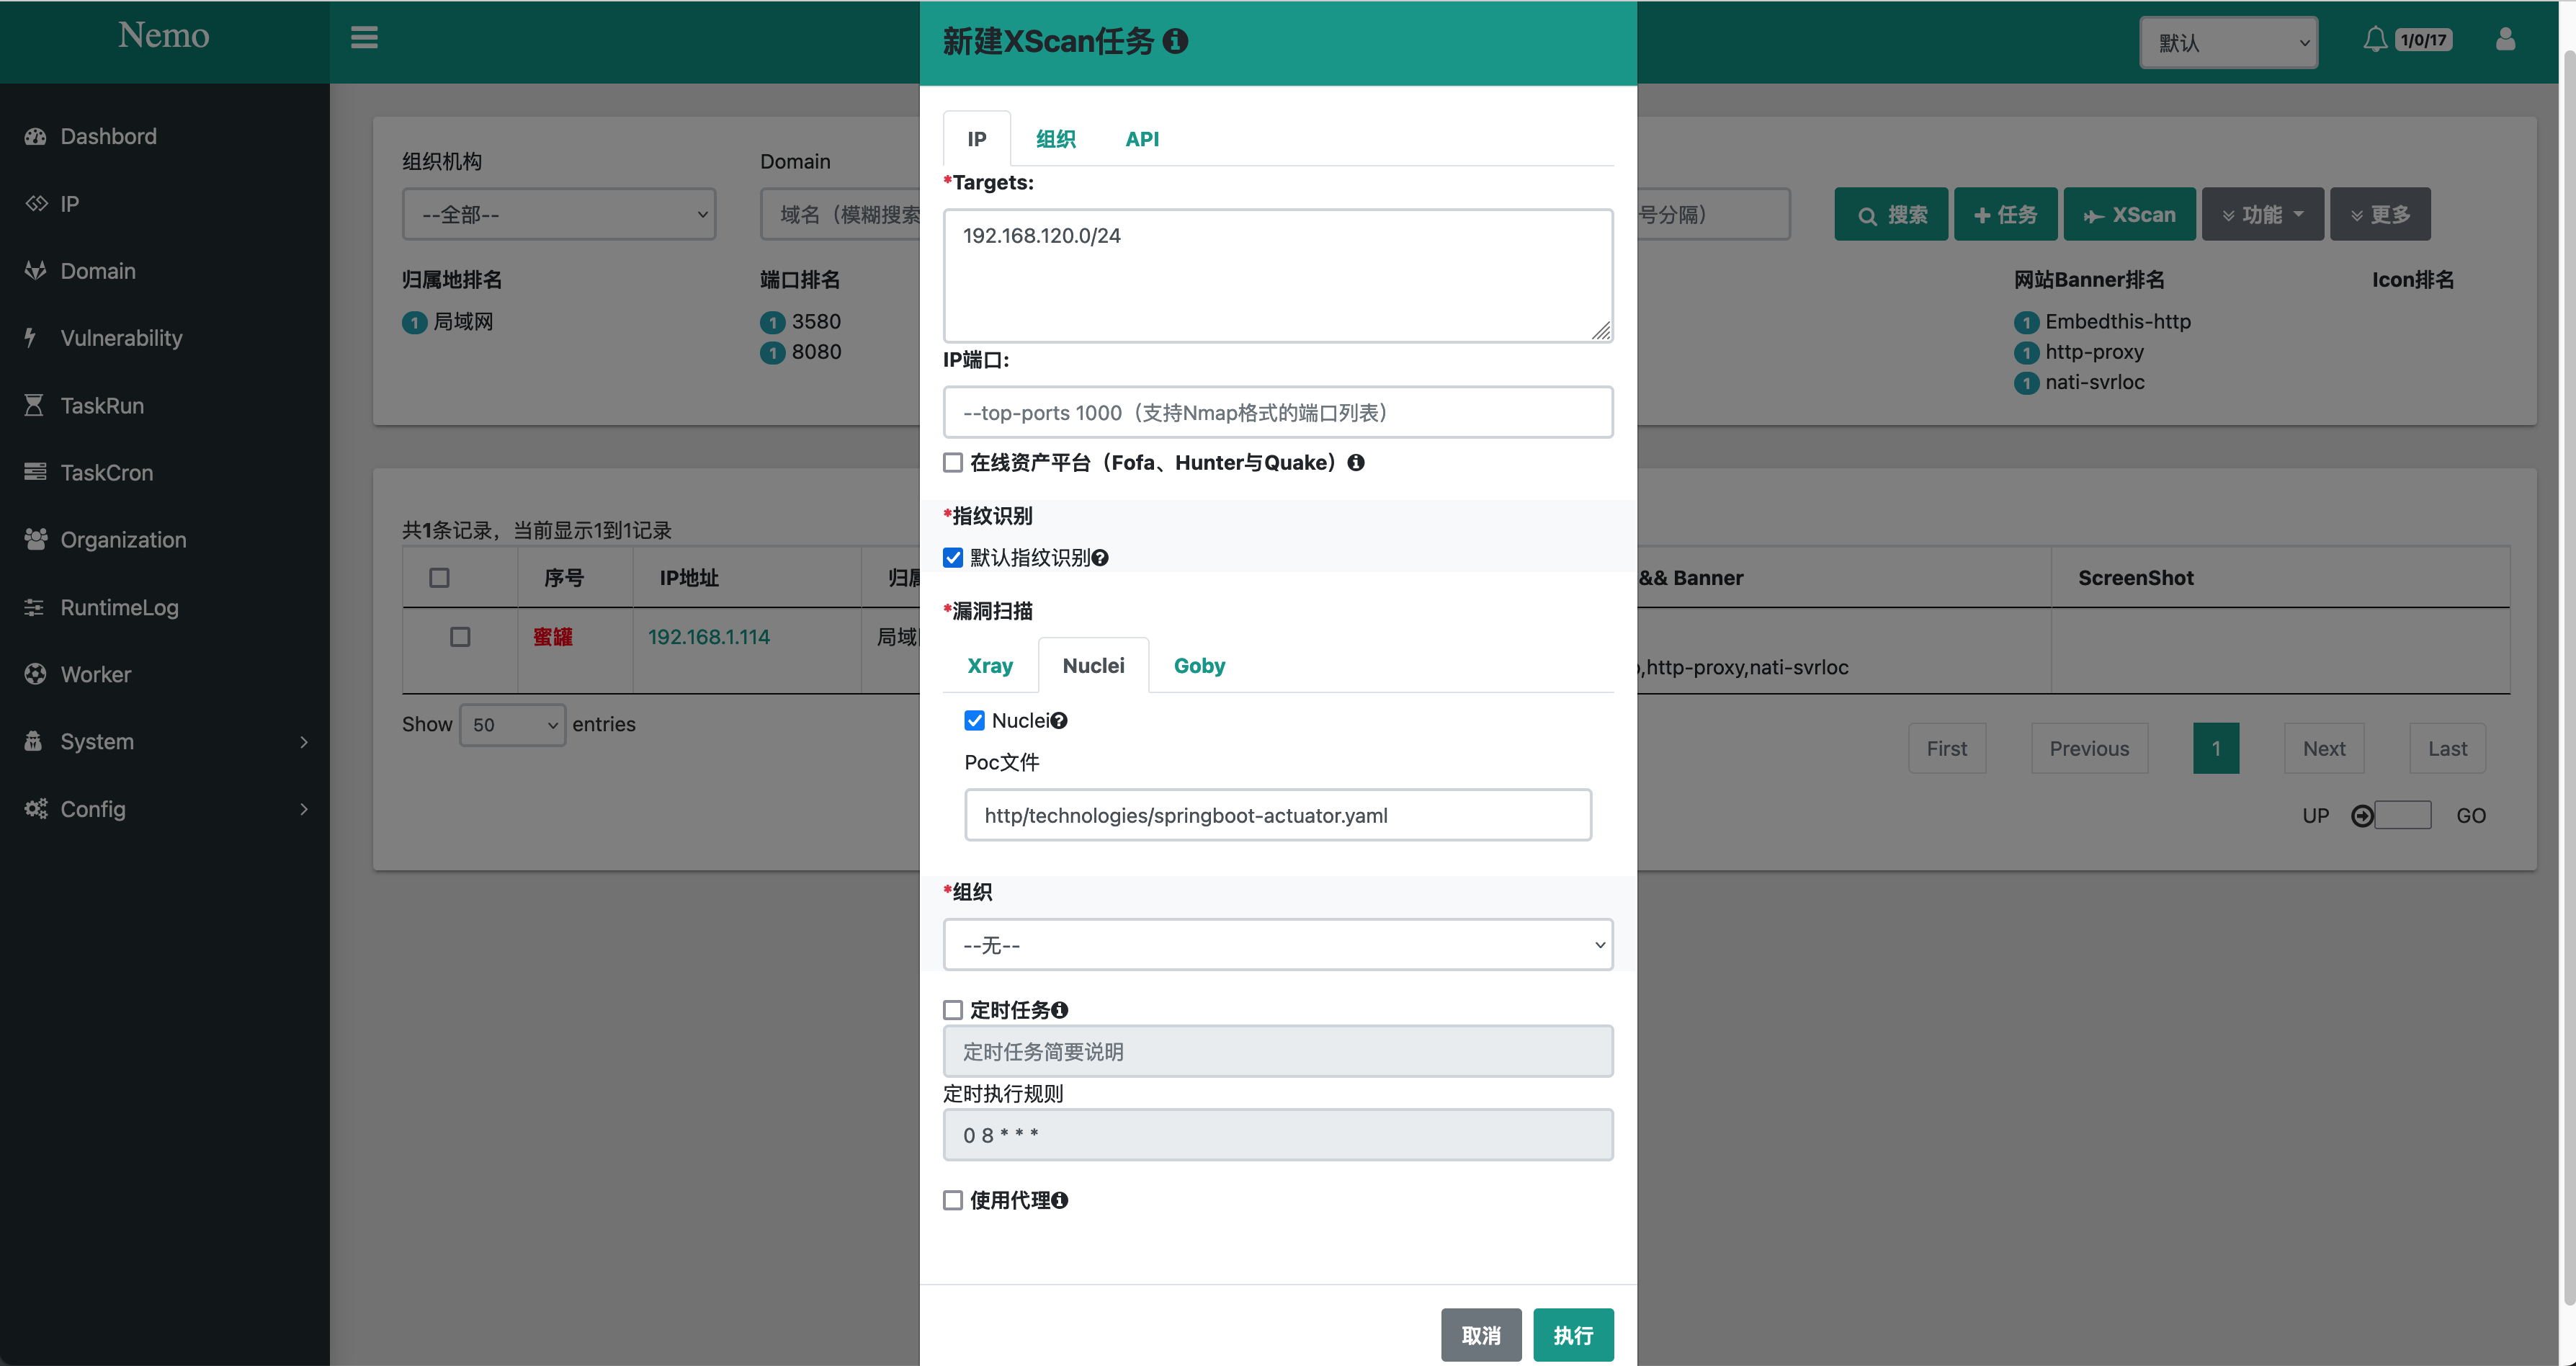 Nemo
新建XScan任务
默认
1/0/17
Dashbord
IP
Domain
Vulnerability
TaskRun
TaskCron
Organization
RuntimeLog
Worker
System
Config
组织机构
Domain
--全部--
域名（模糊搜索
号分隔）
搜索
任务
XScan
功能
更多
归属地排名
端口排名
网站Banner排名
Icon排名
1 局域网
1 3580
1 8080
1 Embedthis-http
1 http-proxy
1 nati-svrloc
共1条记录，当前显示1到1记录
序号
IP地址
归属
&& Banner
ScreenShot
蜜罐
192.168.1.114
局域
,http-proxy,nati-svrloc
Show 50 entries
First
Previous
1
Next
Last
UP
GO
IP
组织
API
*Targets:
192.168.120.0/24
IP端口:
--top-ports 1000（支持Nmap格式的端口列表）
在线资产平台（Fofa、Hunter与Quake）
*指纹识别
默认指纹识别
*漏洞扫描
Xray
Nuclei
Goby
Nuclei
Poc文件
http/technologies/springboot-actuator.yaml
*组织
--无--
定时任务
定时任务简要说明
定时执行规则
0 8 * * *
使用代理
取消
执行